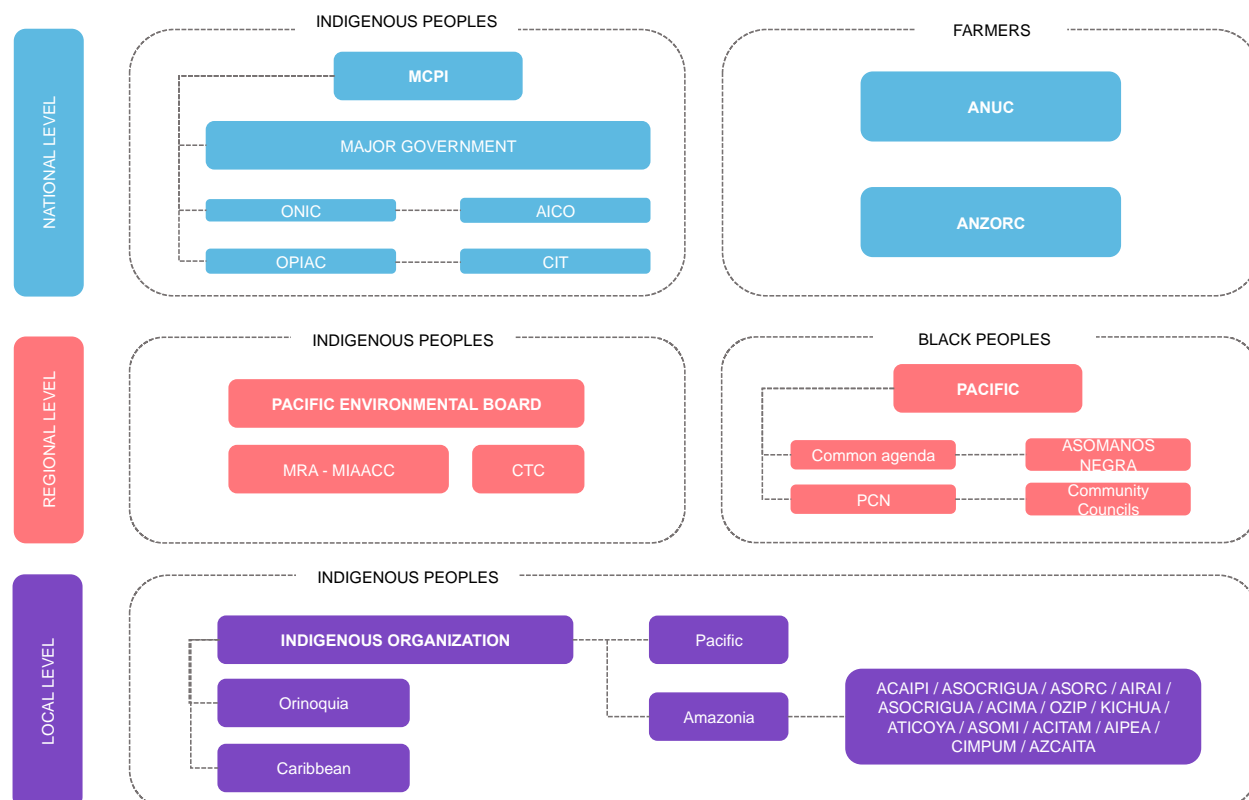 NATIONAL LEVEL
INDIGENOUS PEOPLES
MCPI
MAJOR GOVERNMENT
ONIC
AICO
OPIAC
CIT
FARMERS
ANUC
ANZORC
REGIONAL LEVEL
INDIGENOUS PEOPLES
PACIFIC ENVIRONMENTAL BOARD
MRA - MIAACC
CTC
BLACK PEOPLES
PACIFIC
Common agenda
ASOMANOS
NEGRA
PCN
Community
Councils
LOCAL LEVEL
INDIGENOUS PEOPLES
INDIGENOUS ORGANIZATION
Orinoquia
Caribbean
Pacific
Amazonia
ACAIPI / ASOCRIGUA / ASORC / AIRAI /
ASOCRIGUA / ACIMA / OZIP / KICHUA /
ATICOYA / ASOMI / ACITAM / AIPEA /
CIMPUM / AZCAITA